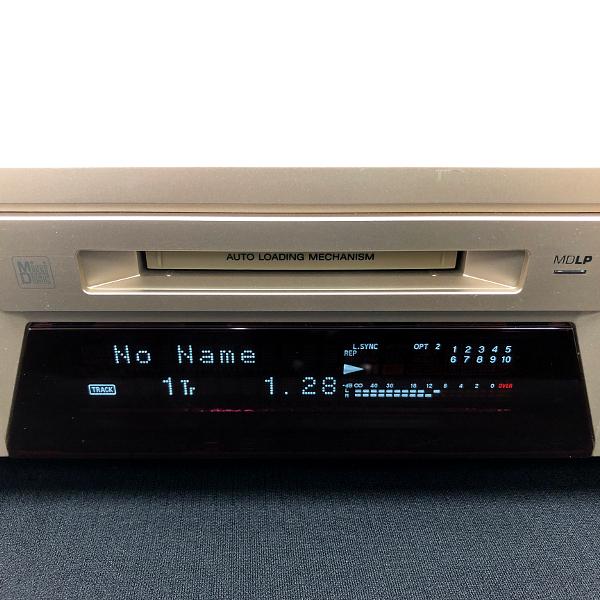 AUTO LOADING MECHANISM
MDLP
No Name
L.SYNC
REP
OPT 2
1 2 3 4 5
6 7 8 9 10
TRACK
1Tr
1.28
-dB ∞ 40 30 18 12 8 4 2 0 OVER
L
R